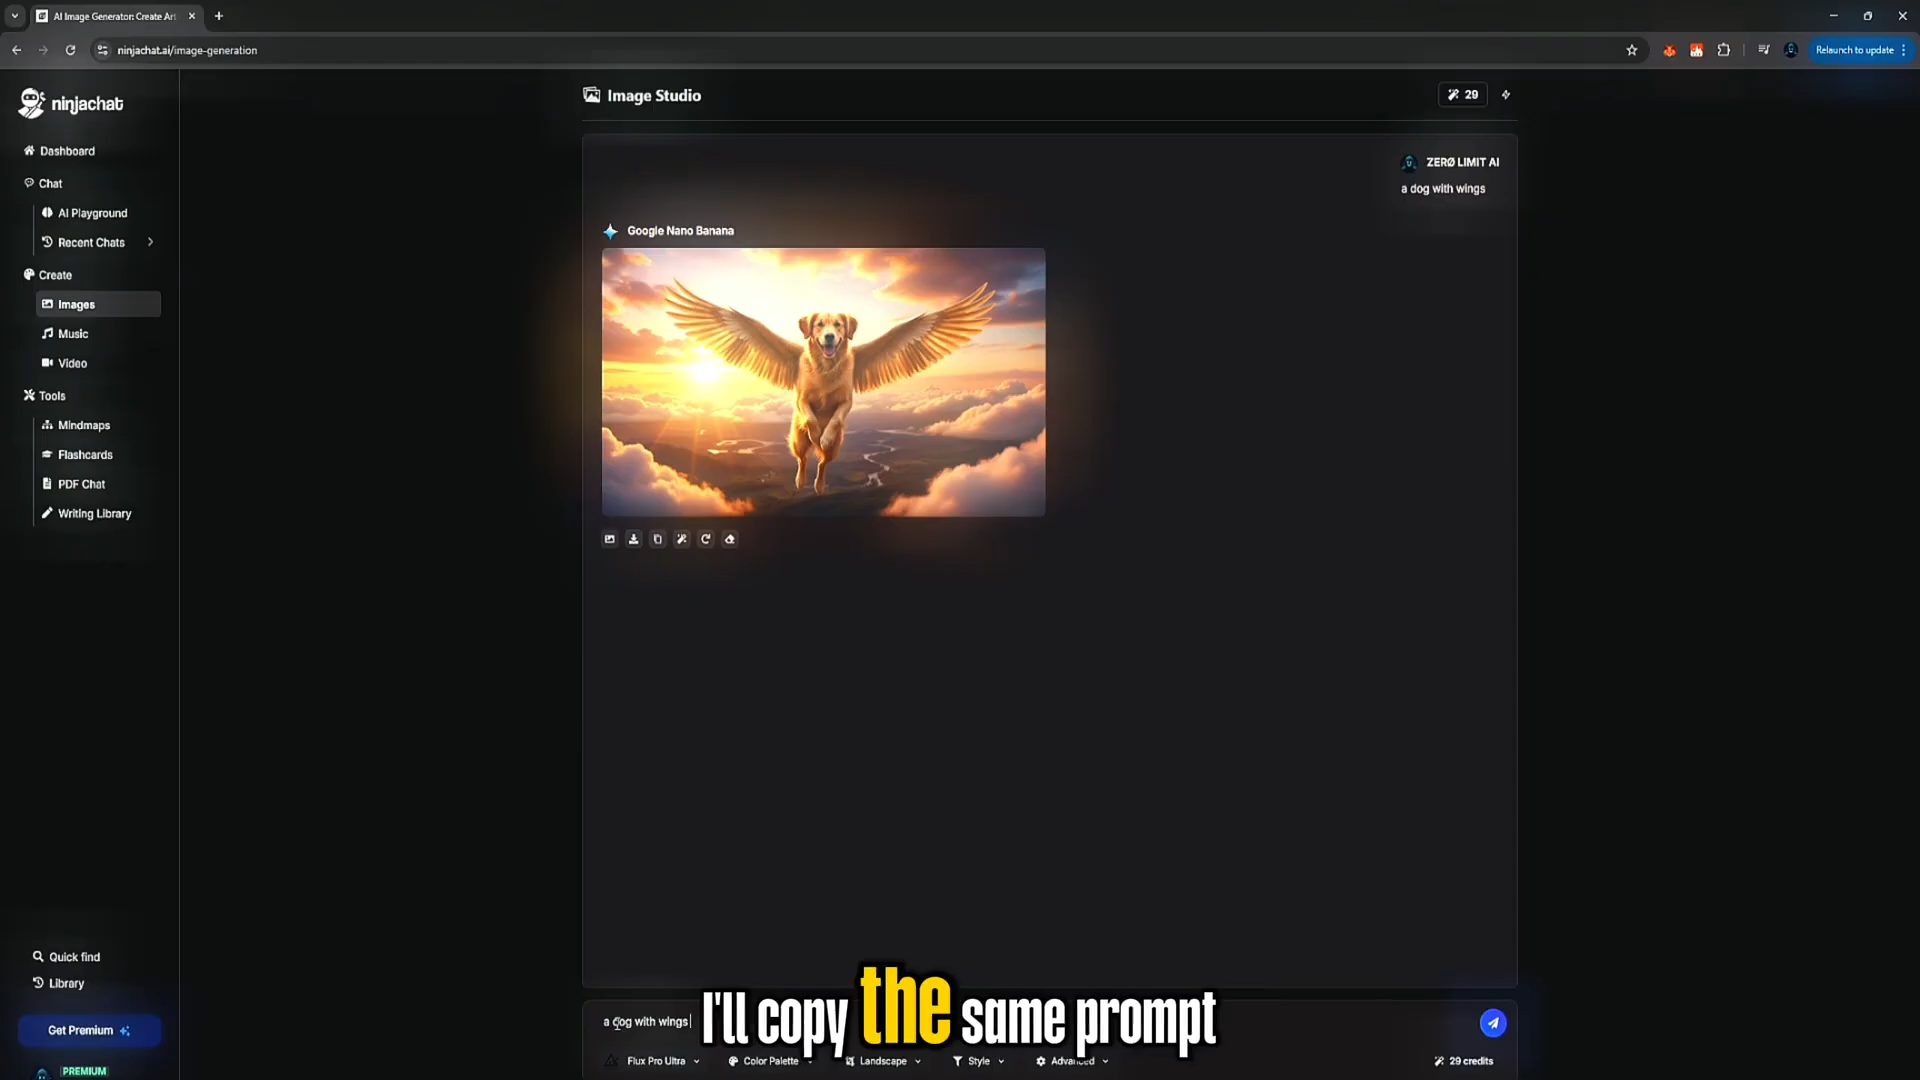 AI Image Generator: Create Art
ninjachat.ai/image-generation
Relaunch to update
ninjachat
Dashboard
Chat
AI Playground
Recent Chats
Create
Images
Music
Video
Tools
Mindmaps
Flashcards
PDF Chat
Writing Library
Quick find
Library
Get Premium
PREMIUM
Image Studio
29
ZERØ LIMIT AI
a dog with wings
Google Nano Banana
a dog with wings
I'll copy the same prompt
Flux Pro Ultra
Color Palette
Landscape
Style
Advanced
29 credits